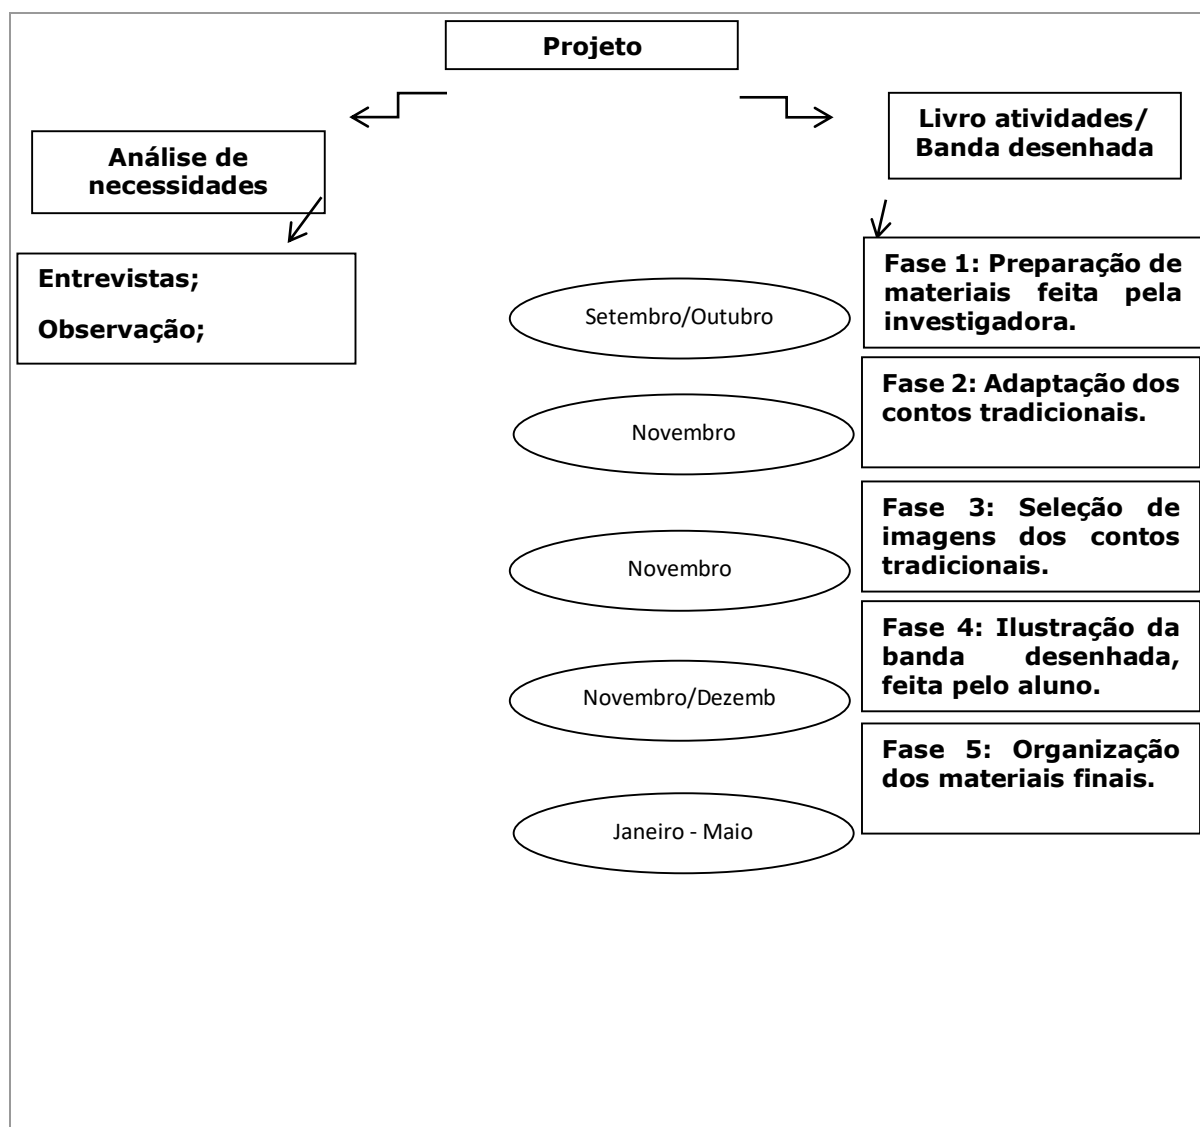 Projeto
Análise de
necessidades
Entrevistas;
Observação;
Livro atividades/
Banda desenhada
Setembro/Outubro
Fase 1: Preparação de
materiais feita pela
investigadora.
Novembro
Fase 2: Adaptação dos
contos tradicionais.
Novembro
Fase 3: Seleção de
imagens dos contos
tradicionais.
Novembro/Dezemb
Fase 4: Ilustração da
banda desenhada,
feita pelo aluno.
Janeiro - Maio
Fase 5: Organização
dos materiais finais.